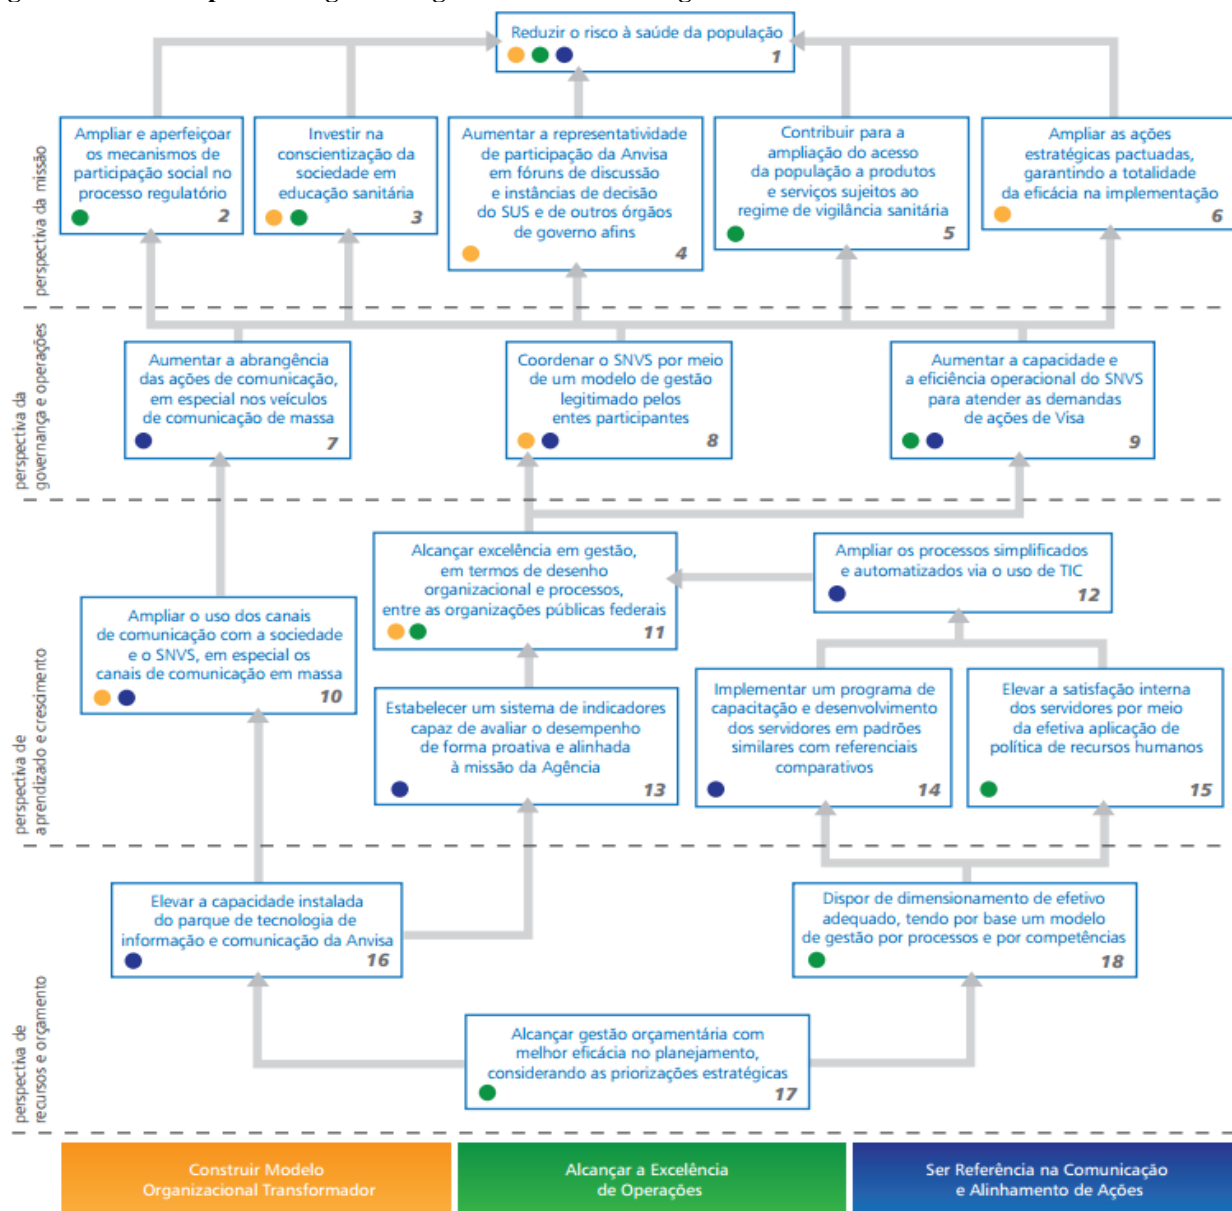 Reduzir o risco à saúde da população
1
perspectiva da missão
Ampliar e aperfeiçoar
os mecanismos de
participação social no
processo regulatório
2
Investir na
conscientização da
sociedade em
educação sanitária
3
Aumentar a representatividade
de participação da Anvisa
em fóruns de discussão
e instâncias de decisão
do SUS e de outros órgãos
de governo afins
4
Contribuir para a
ampliação do acesso
da população a produtos
e serviços sujeitos ao
regime de vigilância sanitária
5
Ampliar as ações
estratégicas pactuadas,
garantindo a totalidade
da eficácia na implementação
6
perspectiva da
governança e operações
Aumentar a abrangência
das ações de comunicação,
em especial nos veículos
de comunicação de massa
7
Coordenar o SNVS por meio
de um modelo de gestão
legitimado pelos
entes participantes
8
Aumentar a capacidade e
a eficiência operacional do SNVS
para atender as demandas
de ações de Visa
9
perspectiva de
aprendizado e crescimento
Ampliar o uso dos canais
de comunicação com a sociedade
e o SNVS, em especial os
canais de comunicação em massa
10
Alcançar excelência em gestão,
em termos de desenho
organizacional e processos,
entre as organizações públicas federais
11
Ampliar os processos simplificados
e automatizados via o uso de TIC
12
Estabelecer um sistema de indicadores
capaz de avaliar o desempenho
de forma proativa e alinhada
à missão da Agência
13
Implementar um programa de
capacitação e desenvolvimento
dos servidores em padrões
similares com referenciais
comparativos
14
Elevar a satisfação interna
dos servidores por meio
da efetiva aplicação de
política de recursos humanos
15
perspectiva de
recursos e orçamento
Elevar a capacidade instalada
do parque de tecnologia de
informação e comunicação da Anvisa
16
Dispor de dimensionamento de efetivo
adequado, tendo por base um modelo
de gestão por processos e por competências
18
Alcançar gestão orçamentária com
melhor eficácia no planejamento,
considerando as priorizações estratégicas
17
Construir Modelo
Organizacional Transformador
Alcançar a Excelência
de Operações
Ser Referência na Comunicação
e Alinhamento de Ações